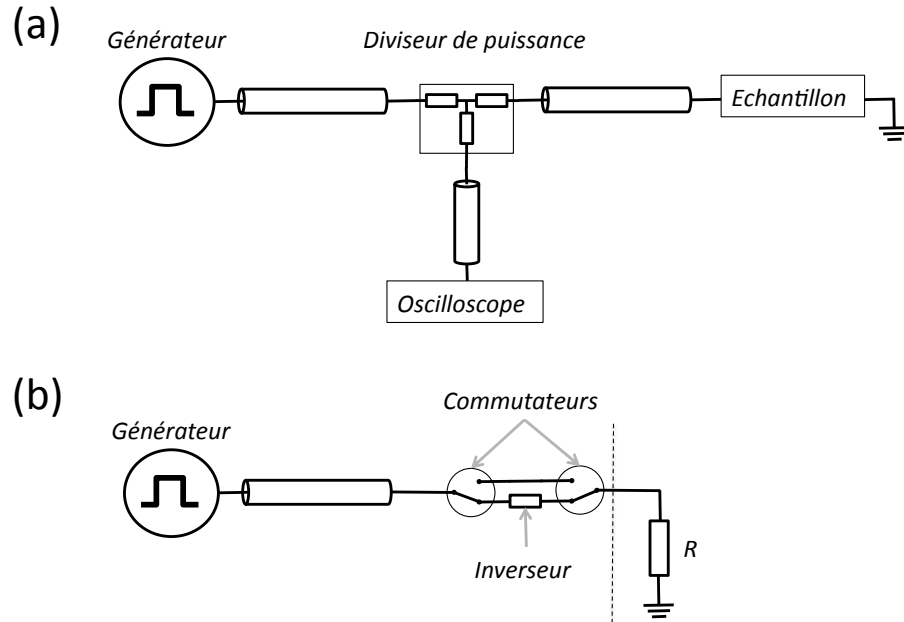 (a)
Générateur
Diviseur de puissance
Echantillon
Oscilloscope
(b)
Générateur
Commutateurs
Inverseur
R